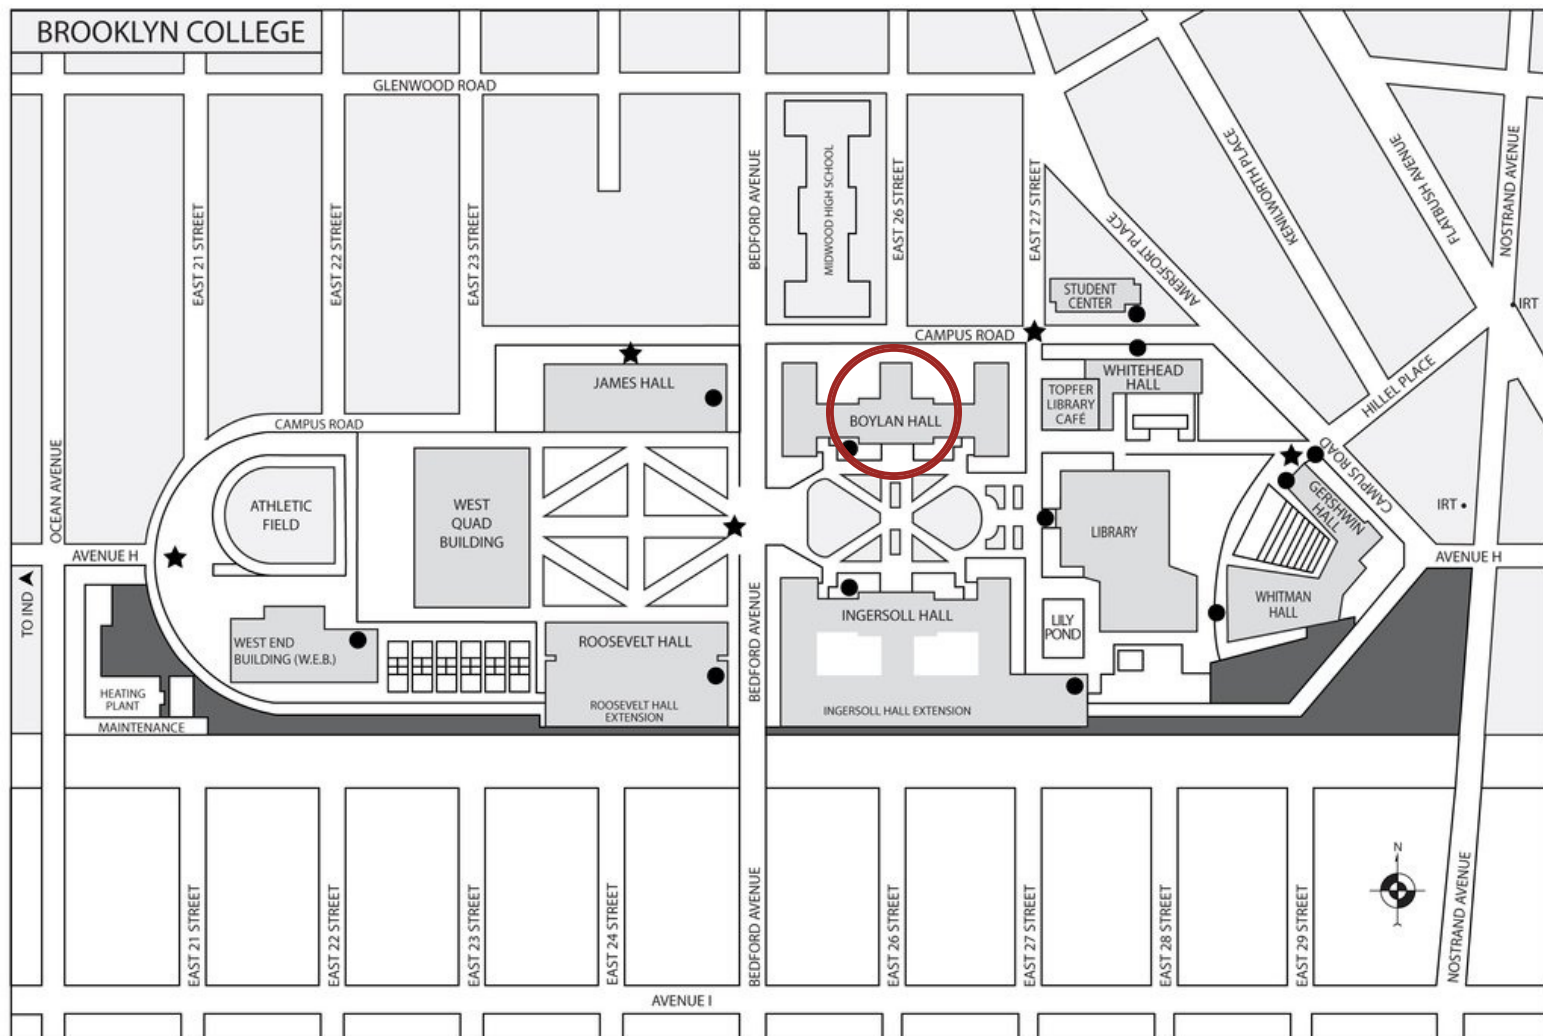 BROOKLYN COLLEGE
GLENWOOD ROAD
EAST 21 STREET
EAST 22 STREET
EAST 23 STREET
BEDFORD AVENUE
MIDWOOD HIGH SCHOOL
EAST 26 STREET
EAST 27 STREET
AMERSFORT PLACE
KENILWORTH PLACE
FLATBUSH AVENUE
NOSTRAND AVENUE
IRT
STUDENT
CENTER
CAMPUS ROAD
HILLEL PLACE
JAMES HALL
BOYLAN HALL
WHITEHEAD
HALL
TOPFER
LIBRARY
CAFÉ
CAMPUS ROAD
CAMPUS ROAD
OCEAN AVENUE
ATHLETIC
FIELD
WEST
QUAD
BUILDING
LIBRARY
GERSHWIN
HALL
IRT
AVENUE H
AVENUE H
TO IND
WHITMAN
HALL
WEST END
BUILDING (W.E.B.)
ROOSEVELT HALL
BEDFORD AVENUE
INGERSOLL HALL
LILY
POND
HEATING
PLANT
ROOSEVELT HALL
EXTENSION
INGERSOLL HALL EXTENSION
MAINTENANCE
EAST 21 STREET
EAST 22 STREET
EAST 23 STREET
EAST 24 STREET
BEDFORD AVENUE
EAST 26 STREET
EAST 27 STREET
EAST 28 STREET
EAST 29 STREET
N
NOSTRAND AVENUE
AVENUE I